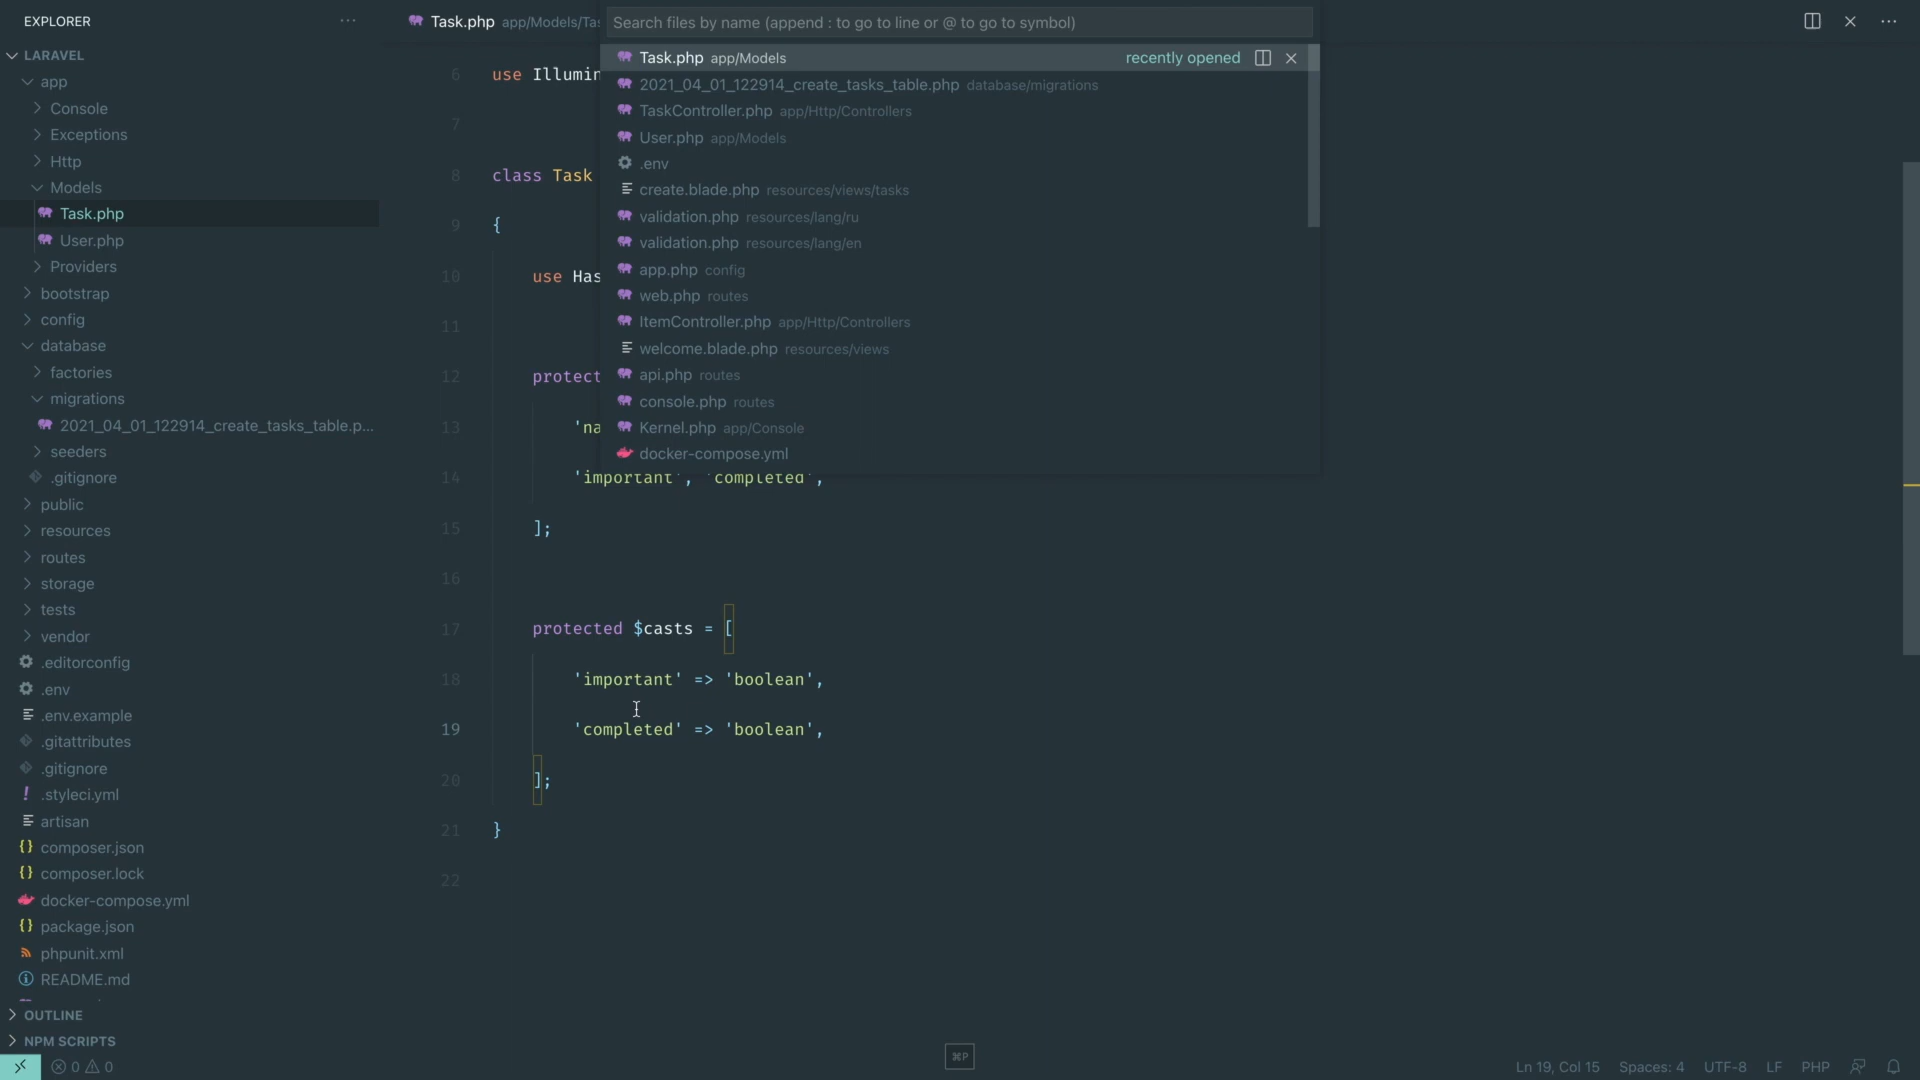 EXPLORER
LARAVEL
app
Console
Exceptions
Http
Models
Task.php
User.php
Providers
bootstrap
config
database
factories
migrations
2021_04_01_122914_create_tasks_table.p...
seeders
.gitignore
public
resources
routes
storage
tests
vendor
.editorconfig
.env
.env.example
.gitattributes
.gitignore
.styleci.yml
artisan
composer.json
composer.lock
docker-compose.yml
package.json
phpunit.xml
README.md
OUTLINE
NPM SCRIPTS
0 0
Task.php app/Models/Tas
Search files by name (append : to go to line or @ to go to symbol)
Task.php app/Models recently opened
2021_04_01_122914_create_tasks_table.php database/migrations
TaskController.php app/Http/Controllers
User.php app/Models
.env
create.blade.php resources/views/tasks
validation.php resources/lang/ru
validation.php resources/lang/en
app.php config
web.php routes
ItemController.php app/Http/Controllers
welcome.blade.php resources/views
api.php routes
console.php routes
Kernel.php app/Console
docker-compose.yml
6 use Illumin
7
8 class Task
9 {
10 use Has
11
12 protect
13 'na
14 'important', 'completed',
15 ];
16
17 protected $casts = [
18 'important' => 'boolean',
19 'completed' => 'boolean',
20 ];
21 }
22
⌘P
Ln 19, Col 15 Spaces: 4 UTF-8 LF PHP